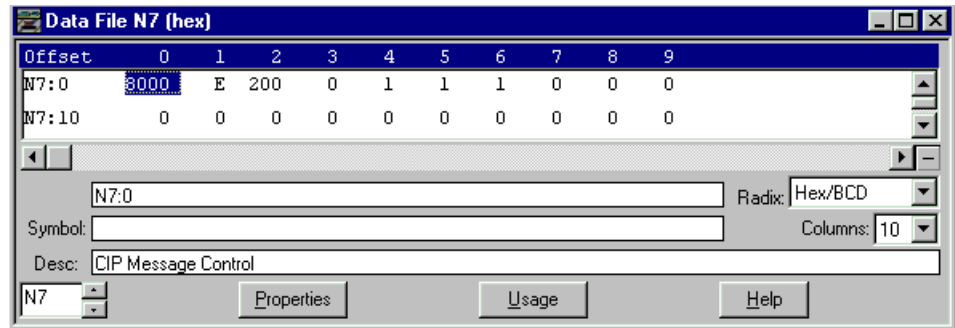 Data File N7 (hex)
Offset 0 1 2 3 4 5 6 7 8 9
N7:0 8000 E 200 0 1 1 1 0 0 0
N7:10 0 0 0 0 0 0 0 0 0 0
N7:0 Radix: Hex/BCD
Symbol: Columns: 10
Desc: CIP Message Control
N7 Properties Usage Help